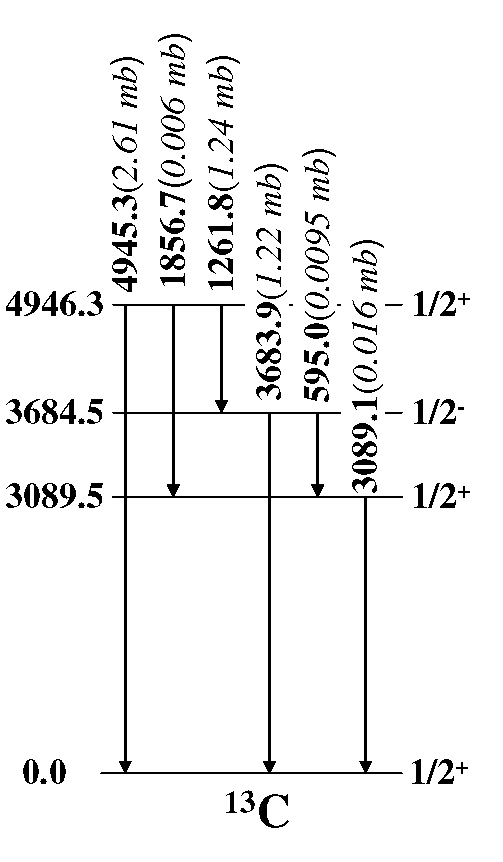 4945.3(2.61 mb)
1856.7(0.006 mb)
1261.8(1.24 mb)
3683.9(1.22 mb)
595.0(0.0095 mb)
3089.1(0.016 mb)
4946.3 1/2⁺
3684.5 1/2⁻
3089.5 1/2⁺
0.0 1/2⁺
¹³C